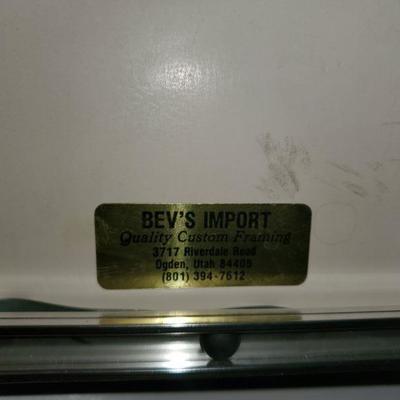 BEV'S IMPORT
Quality Custom Framing
3717 Riverdale Road
Ogden, Utah 84405
(801) 394-7612